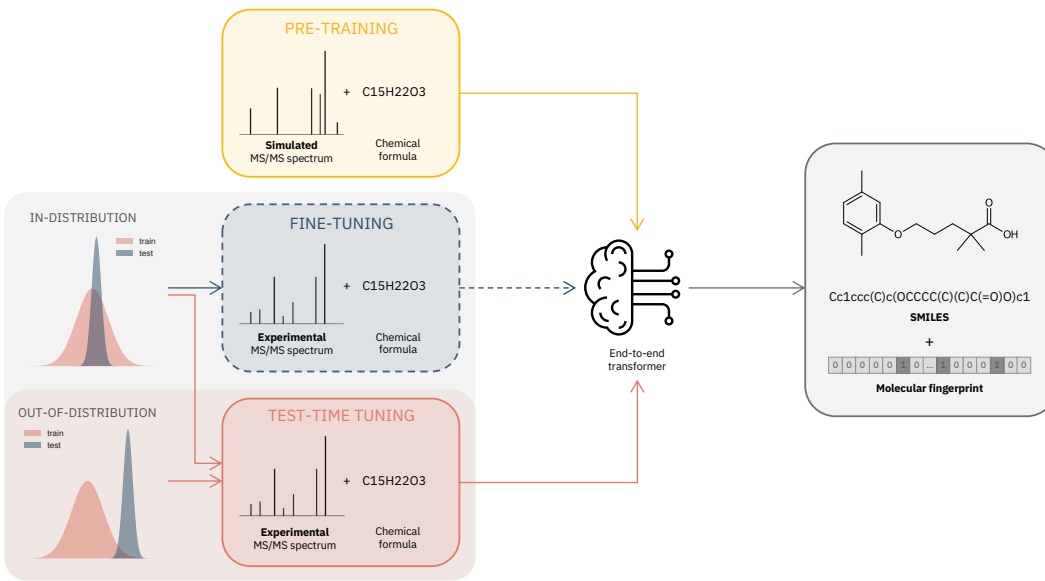 PRE-TRAINING
+ C15H22O3
Simulated
MS/MS spectrum
Chemical
formula
IN-DISTRIBUTION
train
test
FINE-TUNING
+ C15H22O3
Experimental
MS/MS spectrum
Chemical
formula
OUT-OF-DISTRIBUTION
train
test
TEST-TIME TUNING
+ C15H22O3
Experimental
MS/MS spectrum
Chemical
formula
End-to-end
transformer
O
O
OH
Cc1ccc(C)c(OCCCC(C)(C)C(=O)O)c1
SMILES
+
0 0 0 0 0 1 0 ... 1 0 0 0 1 0 0
Molecular fingerprint